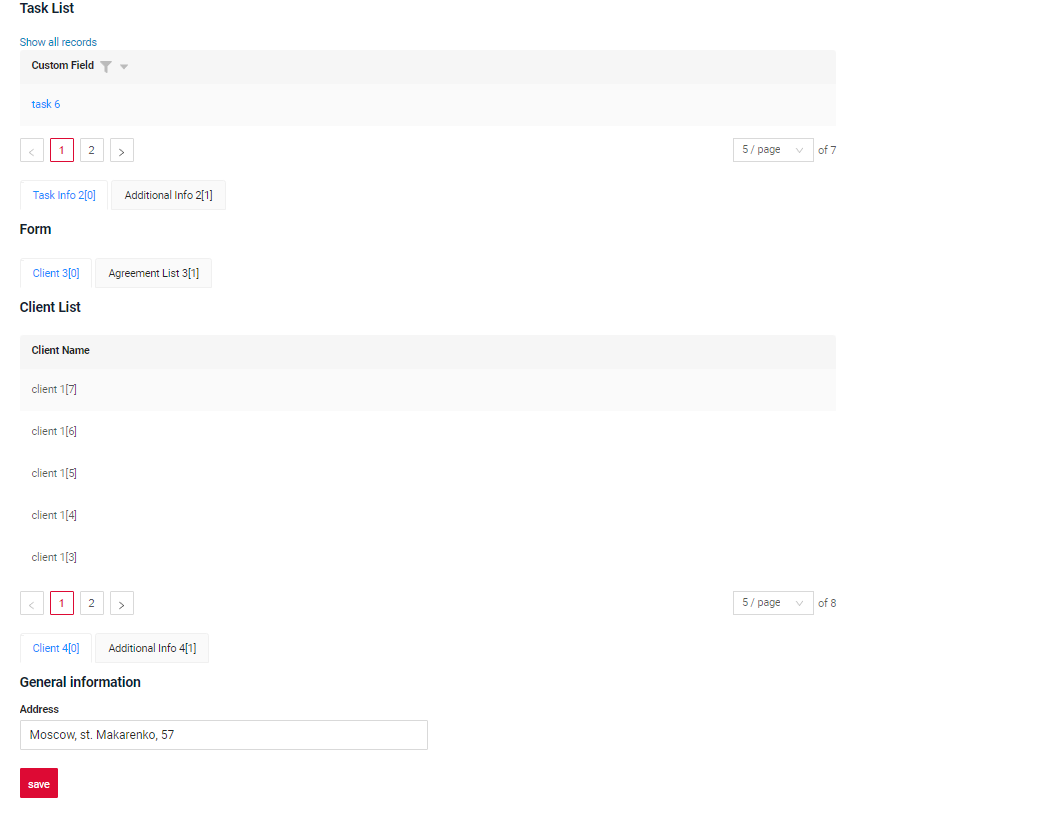 Task List
Show all records
Custom Field
task 6
< 1 2 > 5 / page of 7
Task Info 2[0] Additional Info 2[1]
Form
Client 3[0] Agreement List 3[1]
Client List
Client Name
client 1[7]
client 1[6]
client 1[5]
client 1[4]
client 1[3]
< 1 2 > 5 / page of 8
Client 4[0] Additional Info 4[1]
General information
Address
Moscow, st. Makarenko, 57
save